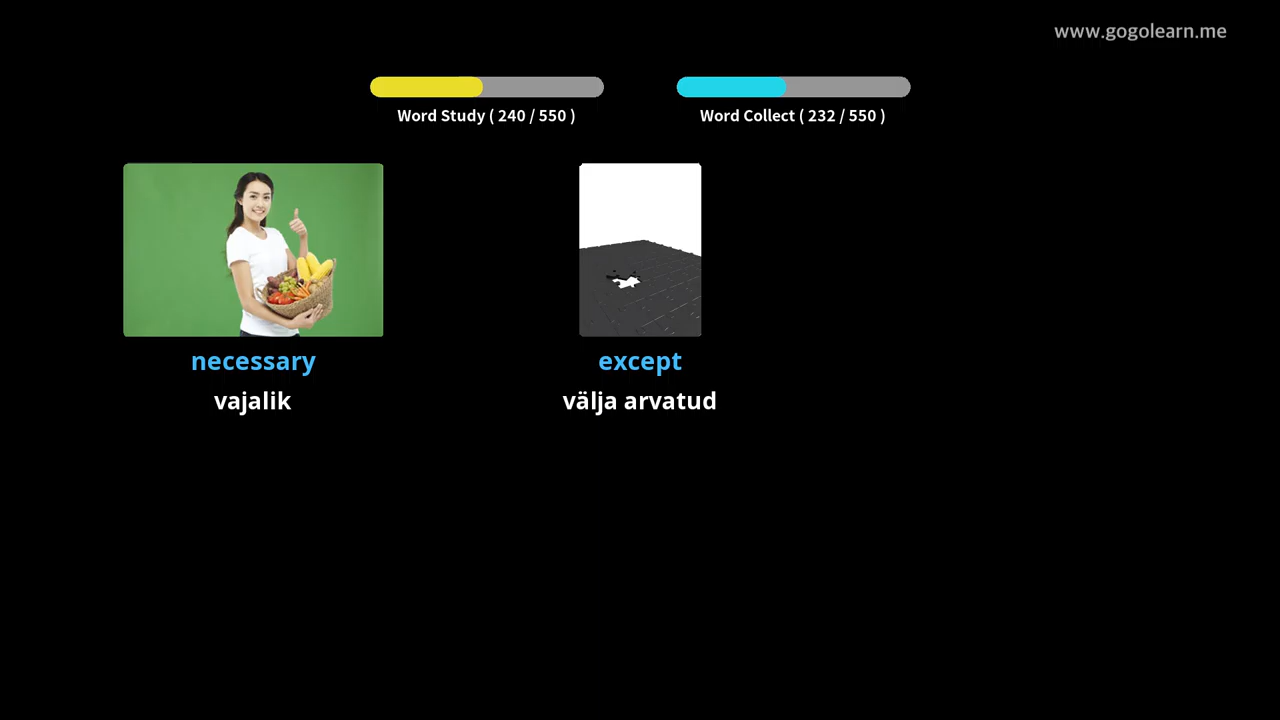 www.gogolearn.me
Word Study ( 240 / 550 )
Word Collect ( 232 / 550 )
necessary
except
vajalik
välja arvatud